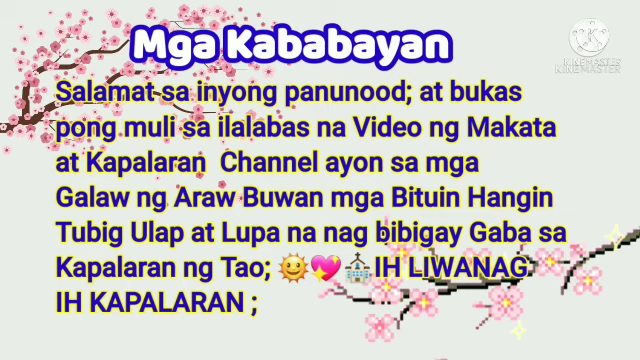 Mga Kababayan
Salamat sa inyong panunood; at bukas
pong muli sa ilalabas na Video ng Makata
at Kapalaran Channel ayon sa mga
Galaw ng Araw Buwan mga Bituin Hangin
Tubig Ulap at Lupa na nag bibigay Gaba sa
Kapalaran ng Tao; 🌞💖⛪IH LIWANAG
IH KAPALARAN ;
K
KINEMASTER
KINEMASTER